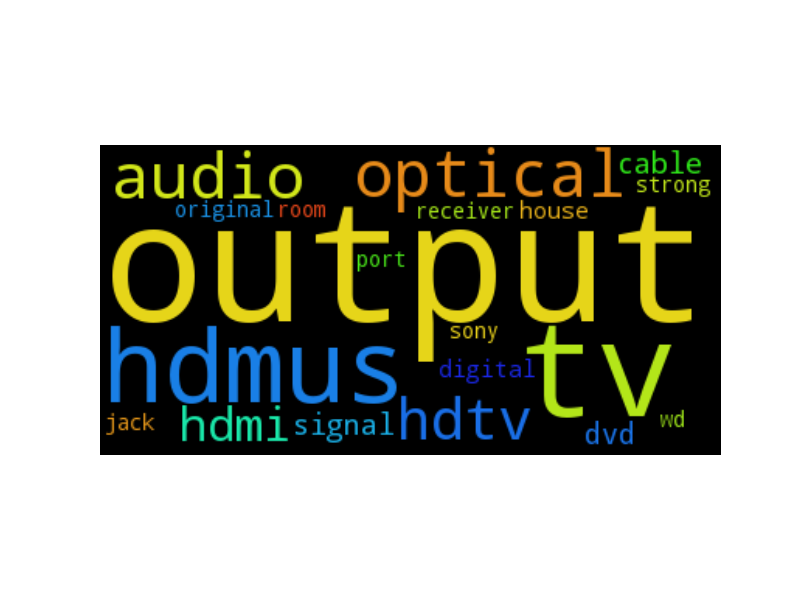 audio optical cable
strong
original room receiver house
output
port
sony
hdmus tv
digital
jack hdmi signal hdtv dvd wd